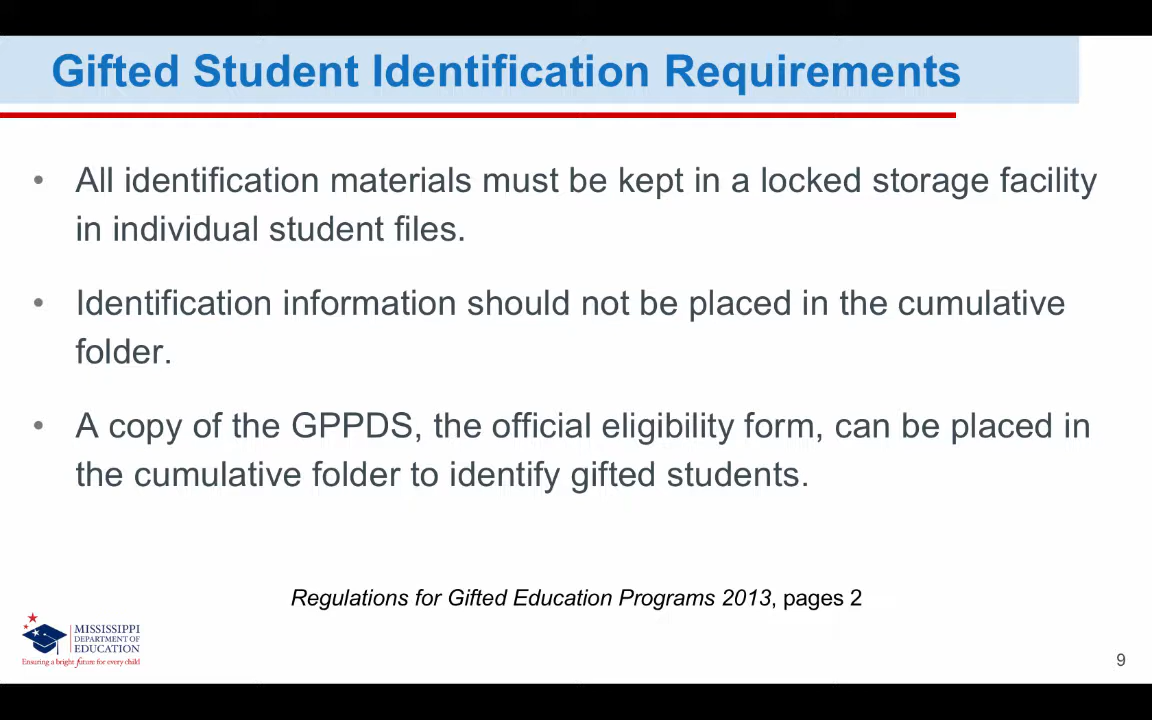 Gifted Student Identification Requirements
• All identification materials must be kept in a locked storage facility
in individual student files.
• Identification information should not be placed in the cumulative
folder.
• A copy of the GPPDS, the official eligibility form, can be placed in
the cumulative folder to identify gifted students.
Regulations for Gifted Education Programs 2013, pages 2
MISSISSIPPI
DEPARTMENT OF
EDUCATION
Ensuring a bright future for every child
9